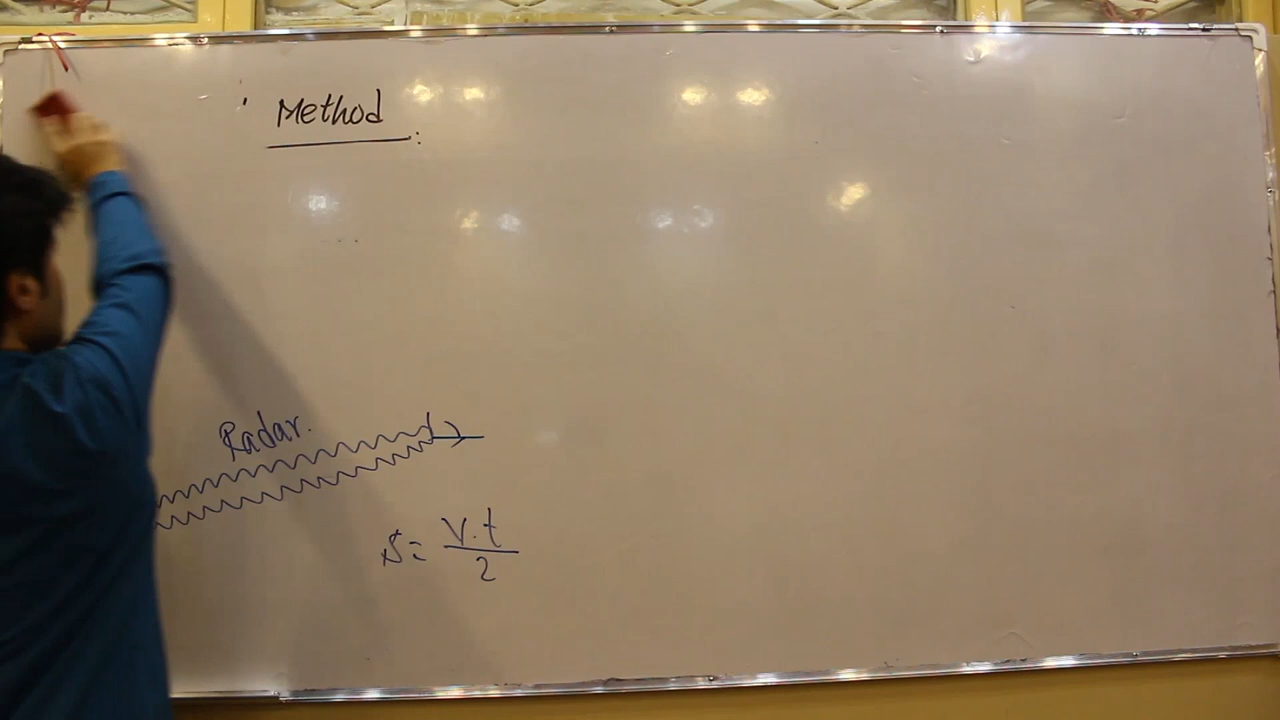 Method :
Radar.
S = V.t / 2